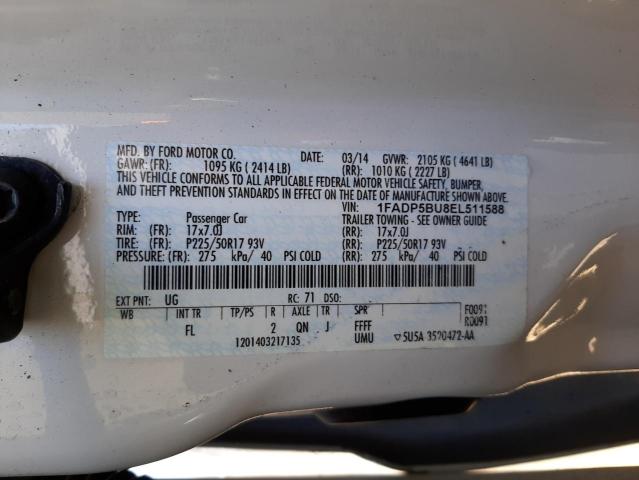 MFD. BY FORD MOTOR CO. DATE: 03/14 GVWR: 2105 KG ( 4641 LB)
GAWR: (FR): 1095 KG ( 2414 LB) (RR): 1010 KG ( 2227 LB)
THIS VEHICLE CONFORMS TO ALL APPLICABLE FEDERAL MOTOR VEHICLE SAFETY, BUMPER,
AND THEFT PREVENTION STANDARDS IN EFFECT ON THE DATE OF MANUFACTURE SHOWN ABOVE.
VIN: 1FADP5BU8EL511588
TYPE: Passenger Car TRAILER TOWING - SEE OWNER GUIDE
RIM: (FR): 17x7.0J (RR): 17x7.0J
TIRE: (FR): P225/50R17 93V (RR): P225/50R17 93V
PRESSURE: (FR): 275 kPa/ 40 PSI COLD (RR): 275 kPa/ 40 PSI COLD
EXT PNT: UG RC: 71 DSO:
WB INT TR TP/PS R AXLE TR SPR F0091
R0091
FL 2 QN J FFFF
1201403217135 UMU ▽ 5U5A 3520472-AA